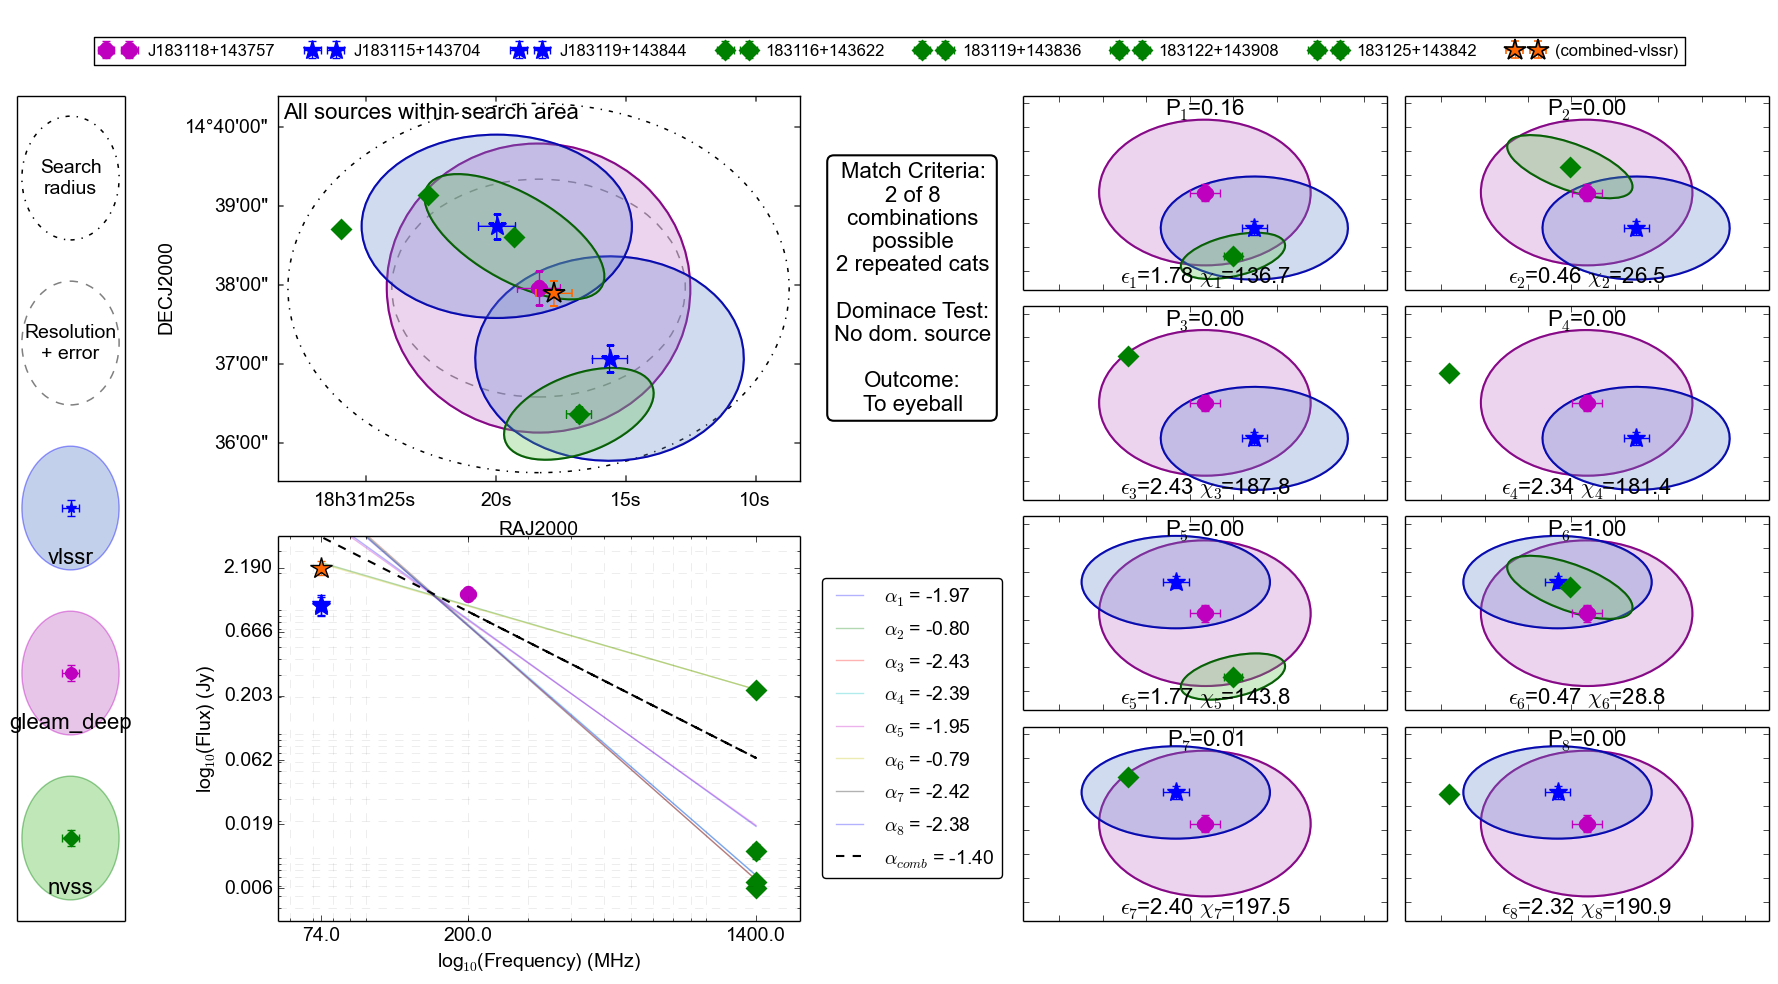 J183118+143757 J183115+143704 J183119+143844 183116+143622 183119+143836 183122+143908 183125+143842 (combined-vlssr)
Search
radius
Resolution
+ error
vlssr
gleam_deep
nvss
All sources within search area
14°40'00"
39'00"
38'00"
37'00"
36'00"
DECJ2000
18h31m25s 20s 15s 10s
RAJ2000
Match Criteria:
2 of 8
combinations
possible
2 repeated cats
Dominace Test:
No dom. source
Outcome:
To eyeball
2.190
0.666
0.203
0.062
0.019
0.006
log10(Flux) (Jy)
74.0 200.0 1400.0
log10(Frequency) (MHz)
α1 = -1.97
α2 = -0.80
α3 = -2.43
α4 = -2.39
α5 = -1.95
α6 = -0.79
α7 = -2.42
α8 = -2.38
αcomb = -1.40
P1=0.16
ϵ1=1.78 χ1=136.7
P2=0.00
ϵ2=0.46 χ2=26.5
P3=0.00
ϵ3=2.43 χ3=187.8
P4=0.00
ϵ4=2.34 χ4=181.4
P5=0.00
ϵ5=1.77 χ5=143.8
P6=1.00
ϵ6=0.47 χ6=28.8
P7=0.01
ϵ7=2.40 χ7=197.5
P8=0.00
ϵ8=2.32 χ8=190.9